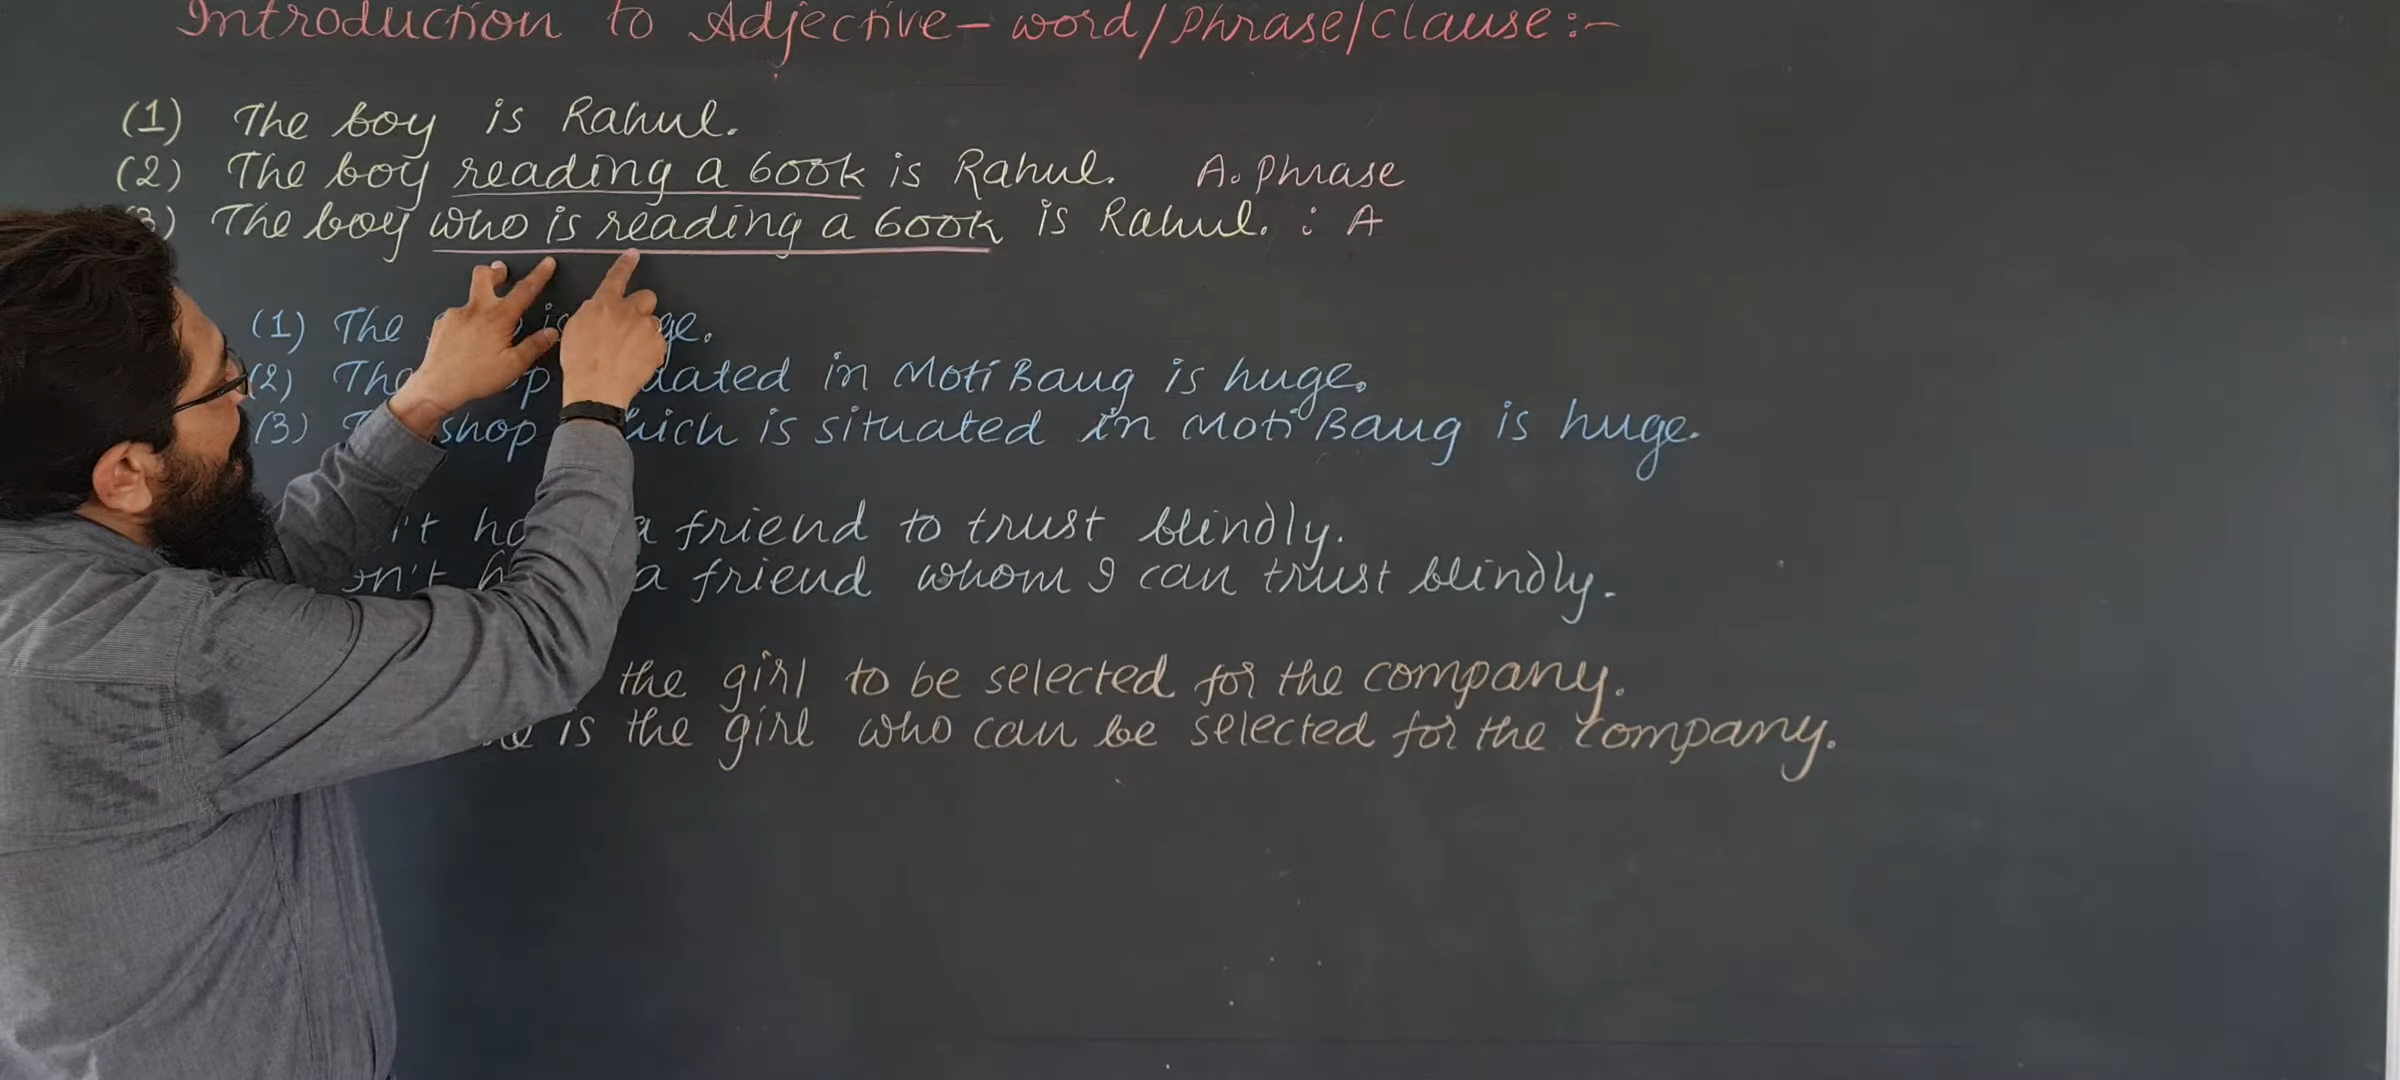 Introduction to Adjective - word/Phrase/Clause:-
(1) The boy is Rahul.
(2) The boy reading a book is Rahul. A. Phrase
3) The boy who is reading a book is Rahul. : A
(1) The is
(2) The in Moti Baug is huge.
(3) shop is situated in Moti Baug is huge.
a friend to trust blindly.
a friend whom I can trust blindly.
the girl to be selected for the company.
is the girl who can be selected for the company.